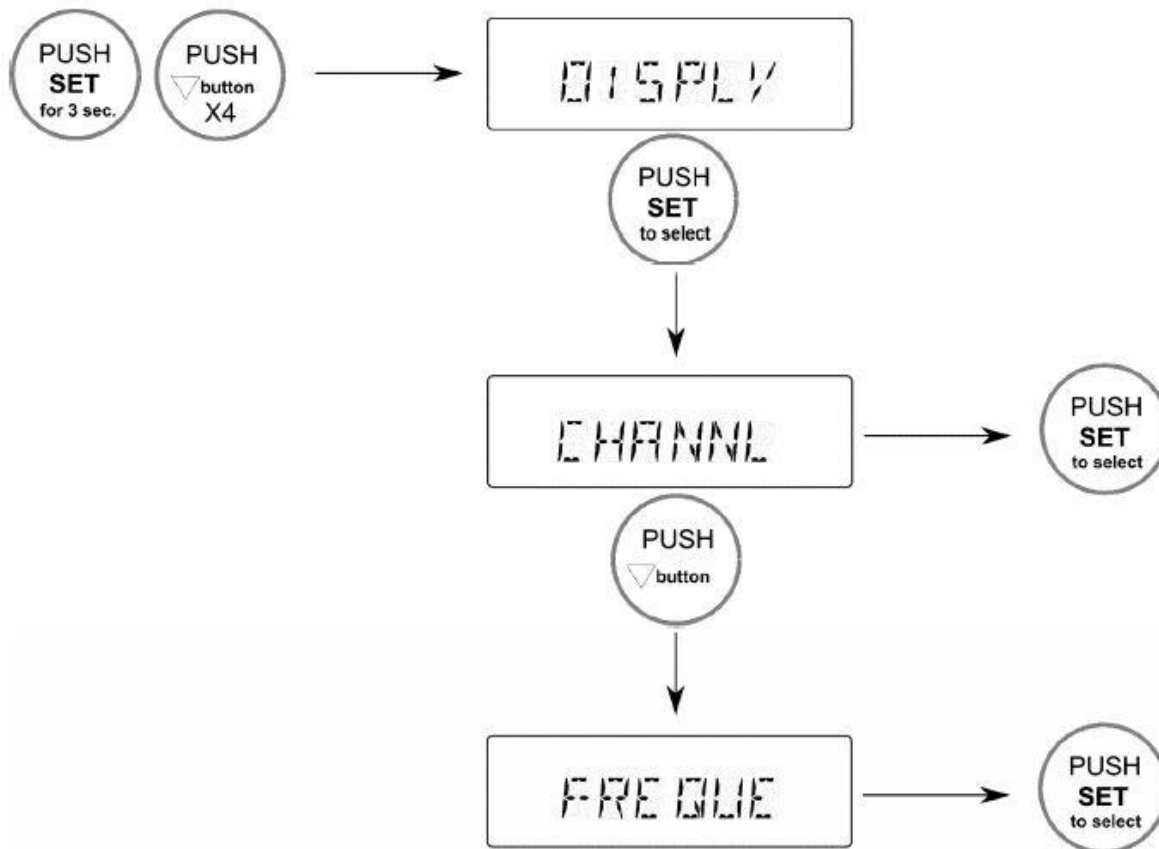 PUSH
SET
for 3 sec.
PUSH
button
X4
DISPLY
PUSH
SET
to select
CHANNL
PUSH
SET
to select
PUSH
button
FREQUE
PUSH
SET
to select